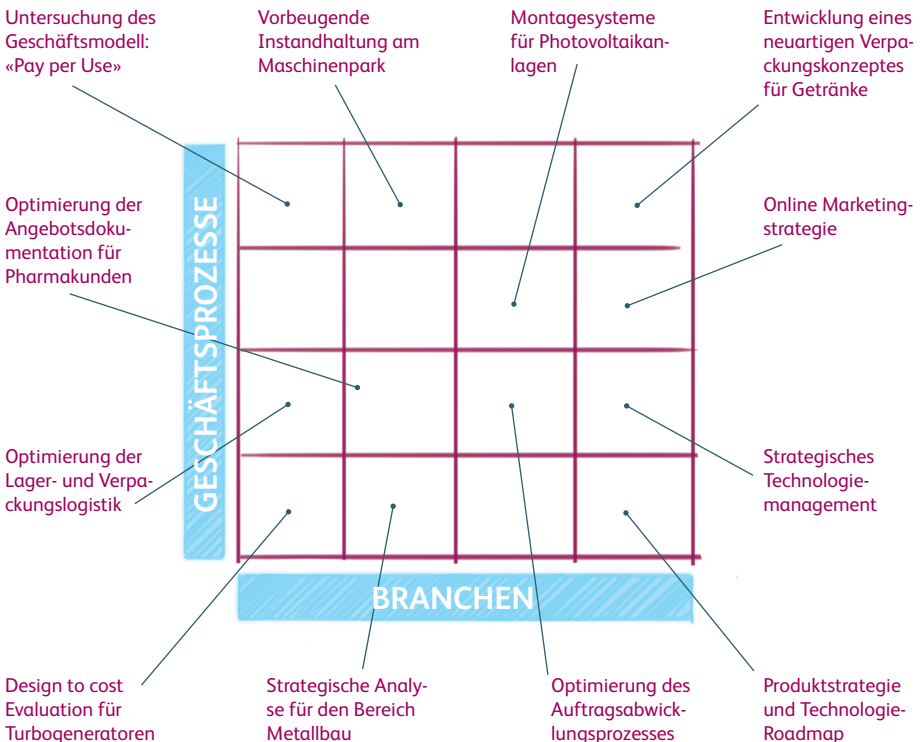 Untersuchung des
Geschäftsmodell:
«Pay per Use»
Vorbeugende
Instandhaltung am
Maschinenpark
Montagesysteme
für Photovoltaikan-
lagen
Entwicklung eines
neuartigen Verpa-
ckungskonzeptes
für Getränke
Optimierung der
Angebotsdoku-
mentation für
Pharmakunden
Online Marketing-
strategie
GESCHÄFTSPROZESSE
Optimierung der
Lager- und Verpa-
ckungslogistik
Strategisches
Technologie-
management
BRANCHEN
Design to cost
Evaluation für
Turbogeneratoren
Strategische Analy-
se für den Bereich
Metallbau
Optimierung des
Auftragsabwick-
lungsprozesses
Produktstrategie
und Technologie-
Roadmap